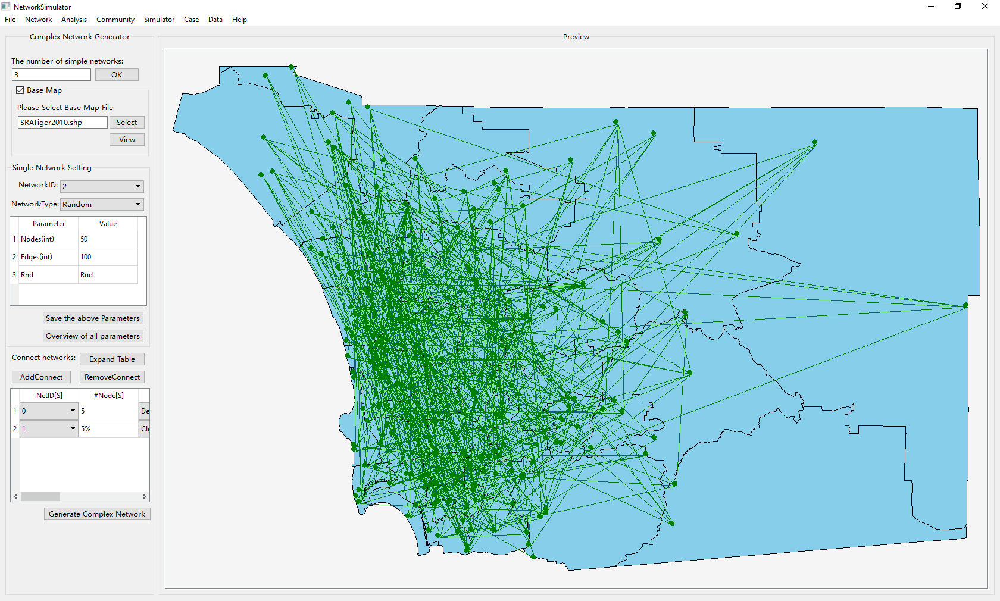 NetworkSimulator
File Network Analysis Community Simulator Case Data Help
Complex Network Generator
Preview
The number of simple networks:
3 OK
Base Map
Please Select Base Map File
SRATiger2010.shp Select
View
Single Network Setting
NetworkID: 2
NetworkType: Random
Parameter Value
1 Nodes(int) 50
2 Edges(int) 100
3 Rnd Rnd
Save the above Parameters
Overview of all parameters
Connect networks: Expand Table
AddConnect RemoveConnect
NetID[S] #Node[S]
1 0 5 De
2 1 5% Clo
Generate Complex Network